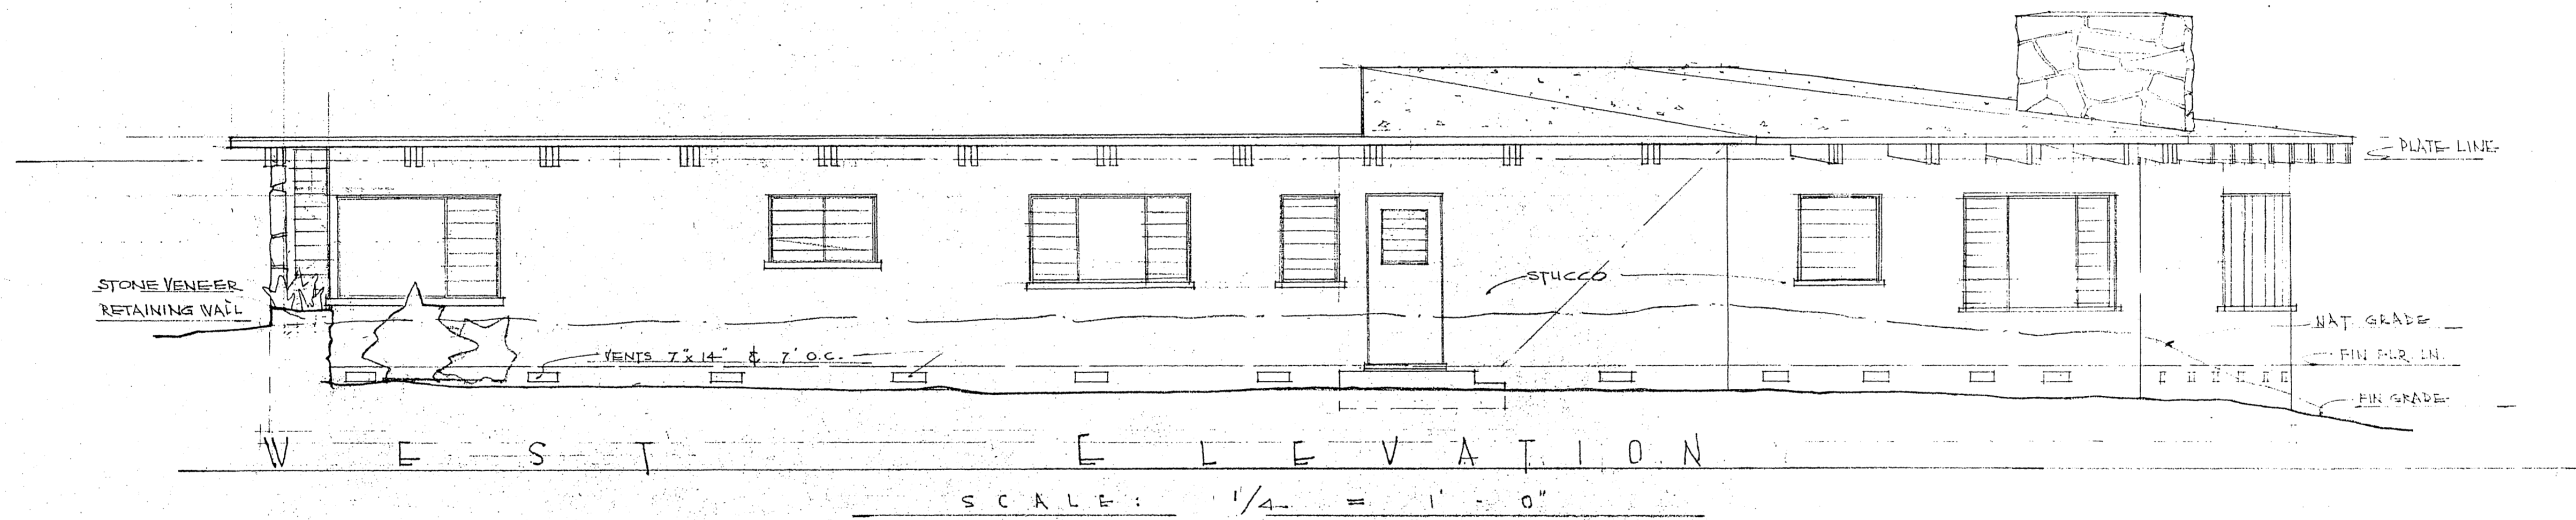 PLATE LINE
STONE VENEER
RETAINING WALL
STUCCO
NAT. GRADE
VENTS 7"x 14" ¢ 7' O.C.
FIN FLR. LN.
FIN GRADE
WEST ELEVATION
SCALE: 1/4 = 1'-0"